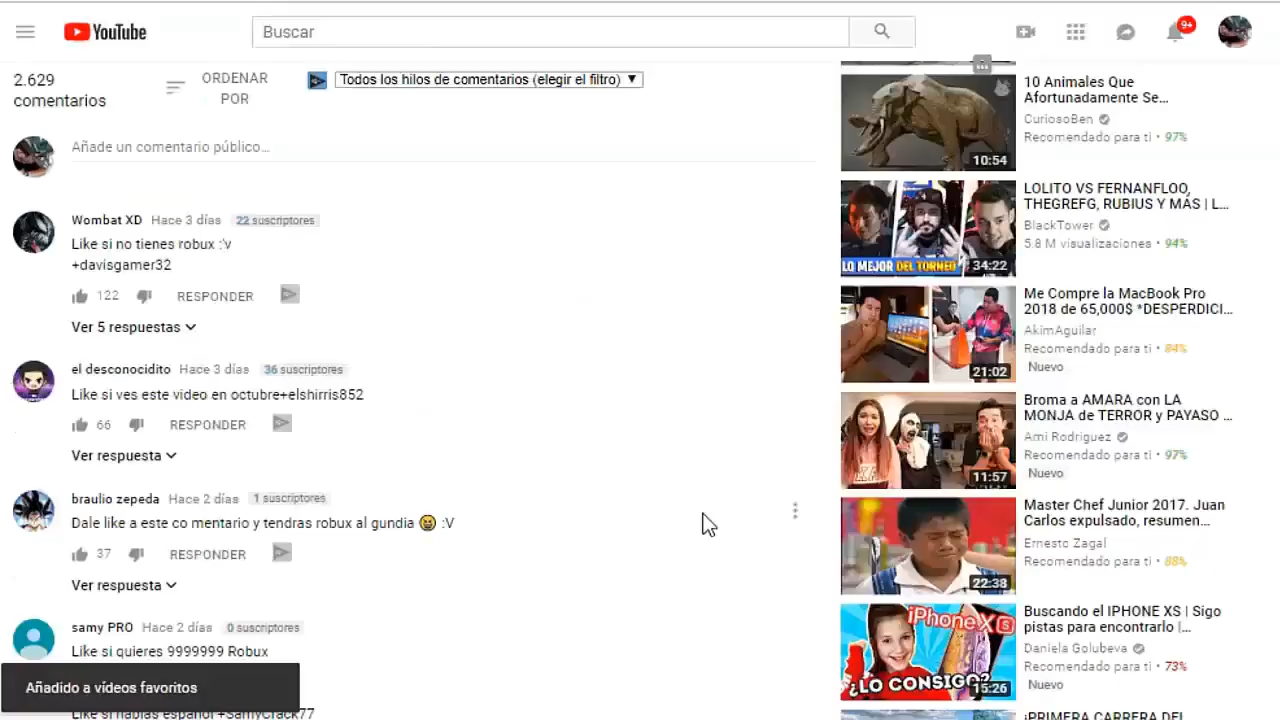 YouTube
Buscar
9+
2.629
comentarios
ORDENAR
POR
Todos los hilos de comentarios (elegir el filtro) ▼
Añade un comentario público...
Wombat XD Hace 3 días 22 suscriptores
Like si no tienes robux :'v
+davisgamer32
122 RESPONDER
Ver 5 respuestas
el desconocidito Hace 3 días 36 suscriptores
Like si ves este video en octubre+elshirris852
66 RESPONDER
Ver respuesta
braulio zepeda Hace 2 días 1 suscriptores
Dale like a este co mentario y tendras robux al gundia 😆 :V
37 RESPONDER
Ver respuesta
samy PRO Hace 2 días 0 suscriptores
Like si quieres 9999999 Robux
Añadido a vídeos favoritos
Like si hablas español +SamyCrack77
10:54
10 Animales Que
Afortunadamente Se...
CuriosoBen
Recomendado para ti • 97%
LO MEJOR DEL TORNEO
34:22
LOLITO VS FERNANFLOO,
THEGREFG, RUBIUS Y MÁS | L...
BlackTower
5.8 M visualizaciones • 94%
21:02
Me Compre la MacBook Pro
2018 de 65,000$ *DESPERDICI...
AkimAguilar
Recomendado para ti • 84%
Nuevo
11:57
Broma a AMARA con LA
MONJA de TERROR y PAYASO ...
Ami Rodriguez
Recomendado para ti • 97%
Nuevo
22:38
Master Chef Junior 2017. Juan
Carlos expulsado, resumen...
Ernesto Zagal
Recomendado para ti • 88%
iPhone XS
¿LO CONSIGO?
15:26
Buscando el IPHONE XS | Sigo
pistas para encontrarlo |...
Daniela Golubeva
Recomendado para ti • 73%
Nuevo
¡PRIMERA CARRERA DEL